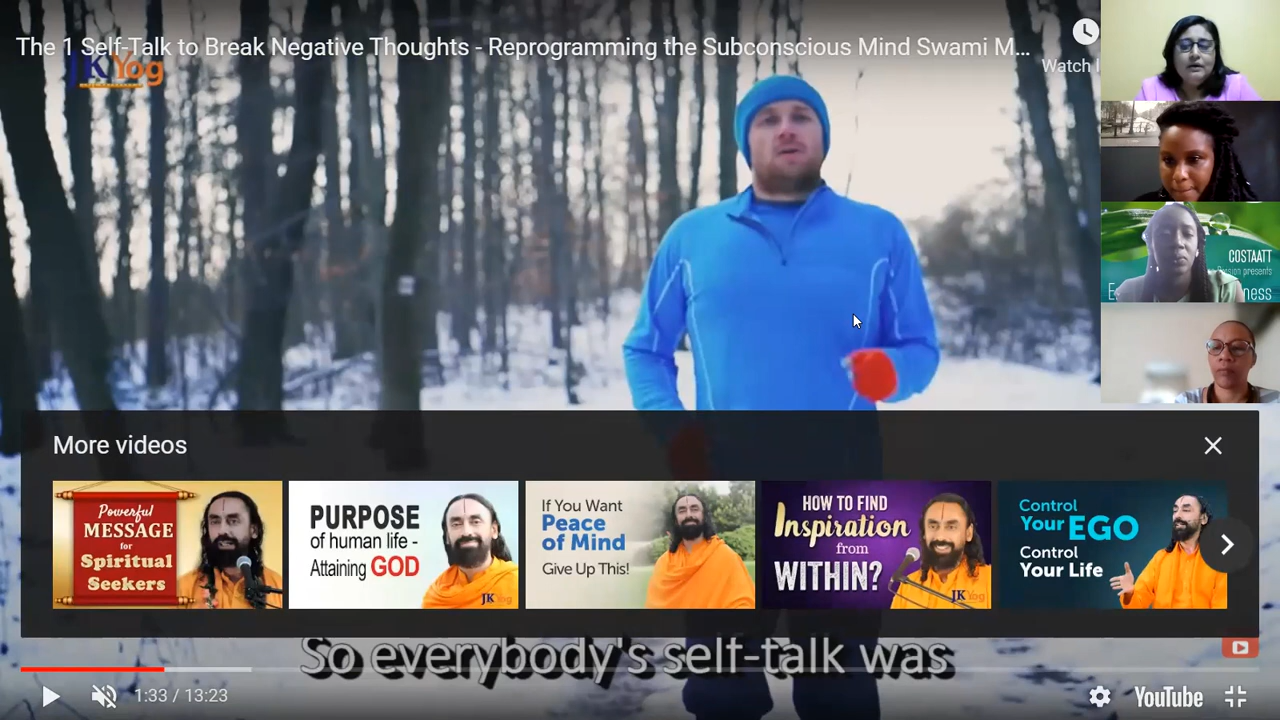 The 1 Self-Talk to Break Negative Thoughts - Reprogramming the Subconscious Mind Swami M...
JKYog
Watch l
COSTAATT
presents
ness
More videos
Powerful
MESSAGE
for
Spiritual
Seekers
PURPOSE
of human life -
Attaining GOD
JKYog
If You Want
Peace
of Mind
Give Up This!
HOW TO FIND
Inspiration
from
WITHIN?
JKYog
Control
Your EGO
Control
Your Life
So everybody's self-talk was
1:33 / 13:23
YouTube